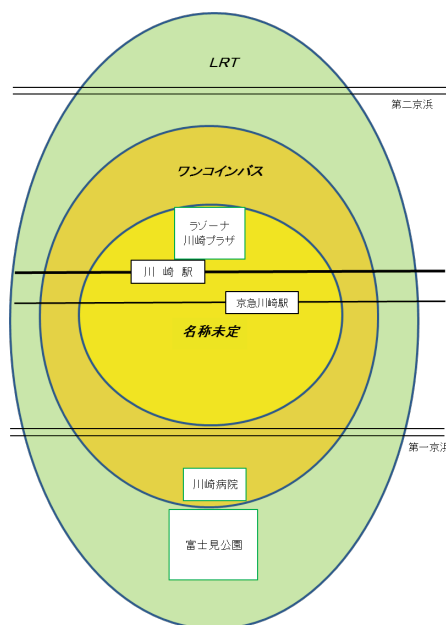 LRT
第二京浜
ワンコインバス
ラゾーナ
川崎プラザ
川崎駅
京急川崎駅
名称未定
第一京浜
川崎病院
富士見公園